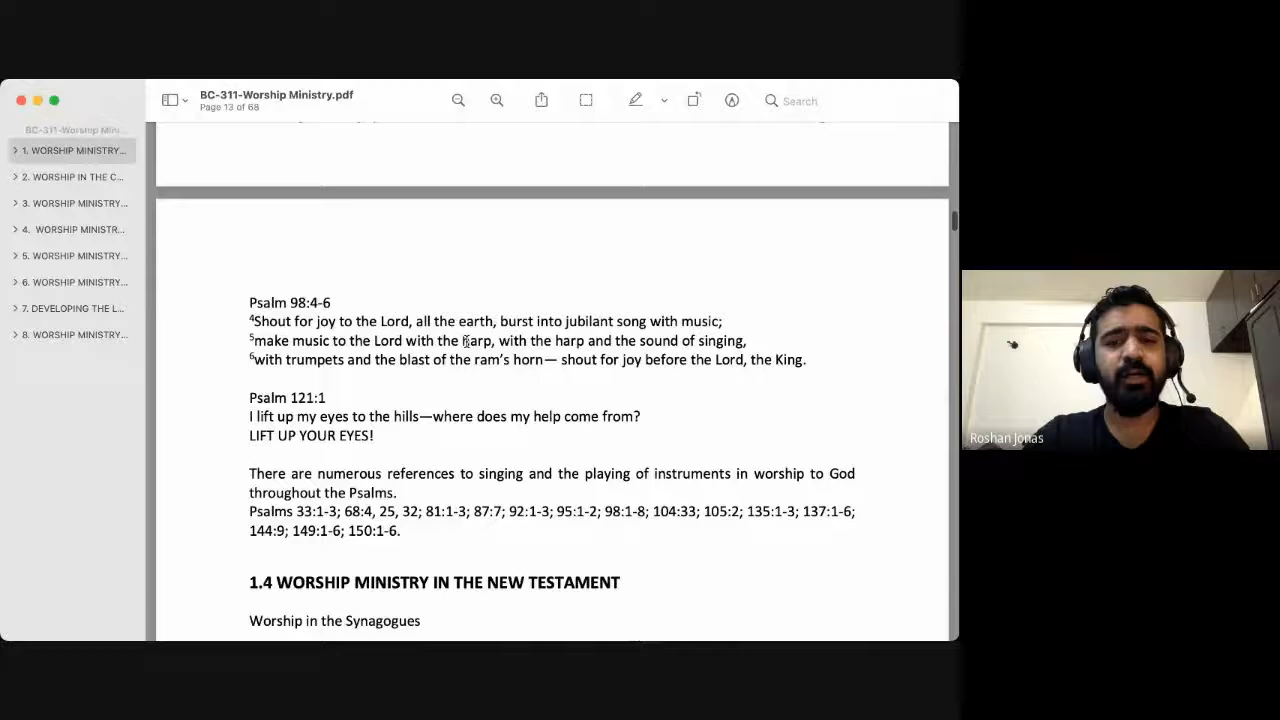 BC-311-Worship Ministry.pdf
Page 13 of 68
Search
BC-311-Worship Mini...
1. WORSHIP MINISTRY...
2. WORSHIP IN THE C...
3. WORSHIP MINISTRY...
4. WORSHIP MINISTR...
5. WORSHIP MINISTRY...
6. WORSHIP MINISTRY...
7. DEVELOPING THE L...
8. WORSHIP MINISTRY...
Psalm 98:4-6
⁴Shout for joy to the Lord, all the earth, burst into jubilant song with music;
⁵make music to the Lord with the harp, with the harp and the sound of singing,
⁶with trumpets and the blast of the ram's horn— shout for joy before the Lord, the King.
Psalm 121:1
I lift up my eyes to the hills—where does my help come from?
LIFT UP YOUR EYES!
There are numerous references to singing and the playing of instruments in worship to God
throughout the Psalms.
Psalms 33:1-3; 68:4, 25, 32; 81:1-3; 87:7; 92:1-3; 95:1-2; 98:1-8; 104:33; 105:2; 135:1-3; 137:1-6;
144:9; 149:1-6; 150:1-6.
1.4 WORSHIP MINISTRY IN THE NEW TESTAMENT
Worship in the Synagogues
Roshan Jonas